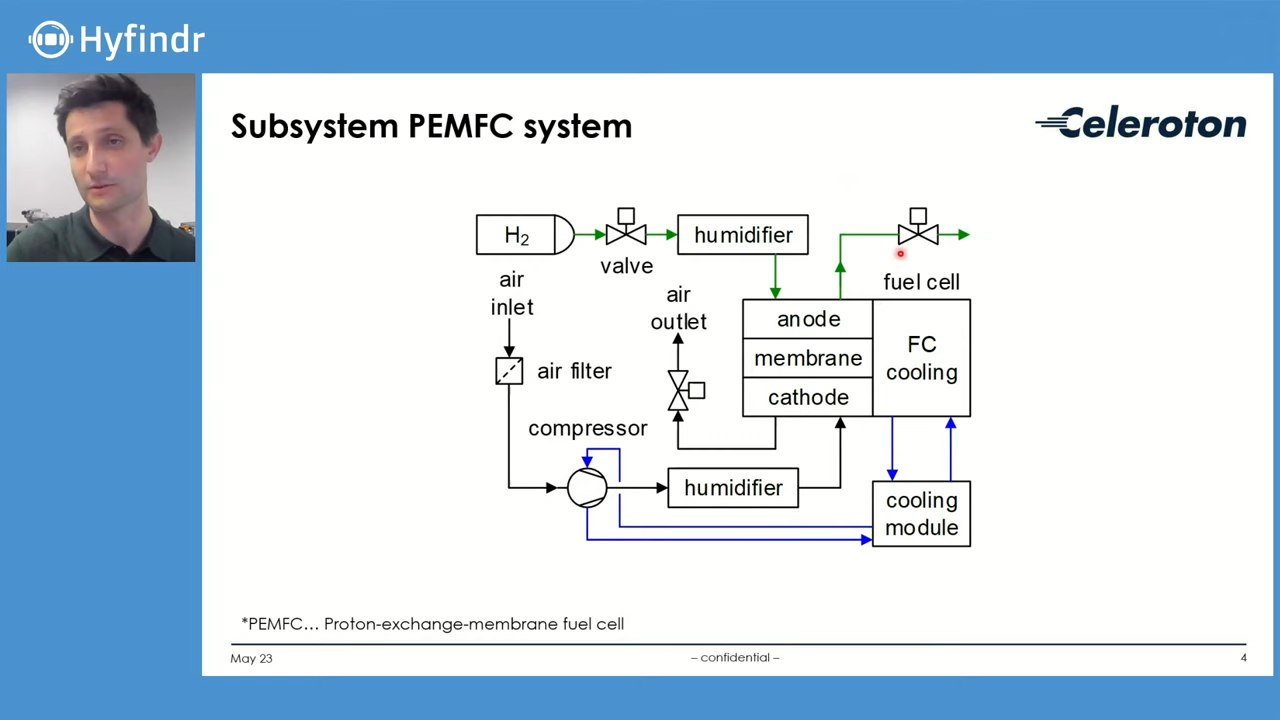 Hyfindr
Subsystem PEMFC system
Celeroton
H2
humidifier
valve
air
inlet
air
outlet
fuel cell
anode
membrane
cathode
FC
cooling
air filter
compressor
humidifier
cooling
module
*PEMFC... Proton-exchange-membrane fuel cell
May 23
– confidential –
4